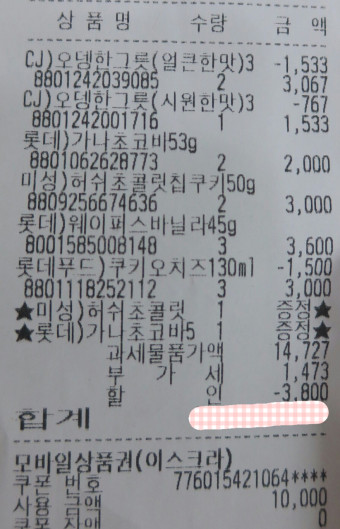 상 품 명 수량 금 액
CJ)오뎅한그릇(얼큰한맛)3 -1,533
8801242039085 2 3,067
CJ)오뎅한그릇(시원한맛)3 -767
8801242001716 1 1,533
롯데)가나초코바53g
8801062628773 2 2,000
미성)허쉬초콜릿칩쿠키50g
8809256674636 2 3,000
롯데)웨이퍼스바닐라45g
8001585008148 3 3,600
롯데푸드)쿠키오치즈130ml -1,500
8801118252112 3 3,000
★미성)허쉬초콜릿 1 증정★
★롯데)가나초코바5 1 증정★
과세물품가액 14,727
부 가 세 1,473
할 인 -3,800
합계
모바일상품권(이스크라)
쿠폰 번호 776015421064****
사용 금액 10,000
쿠폰 잔액 0